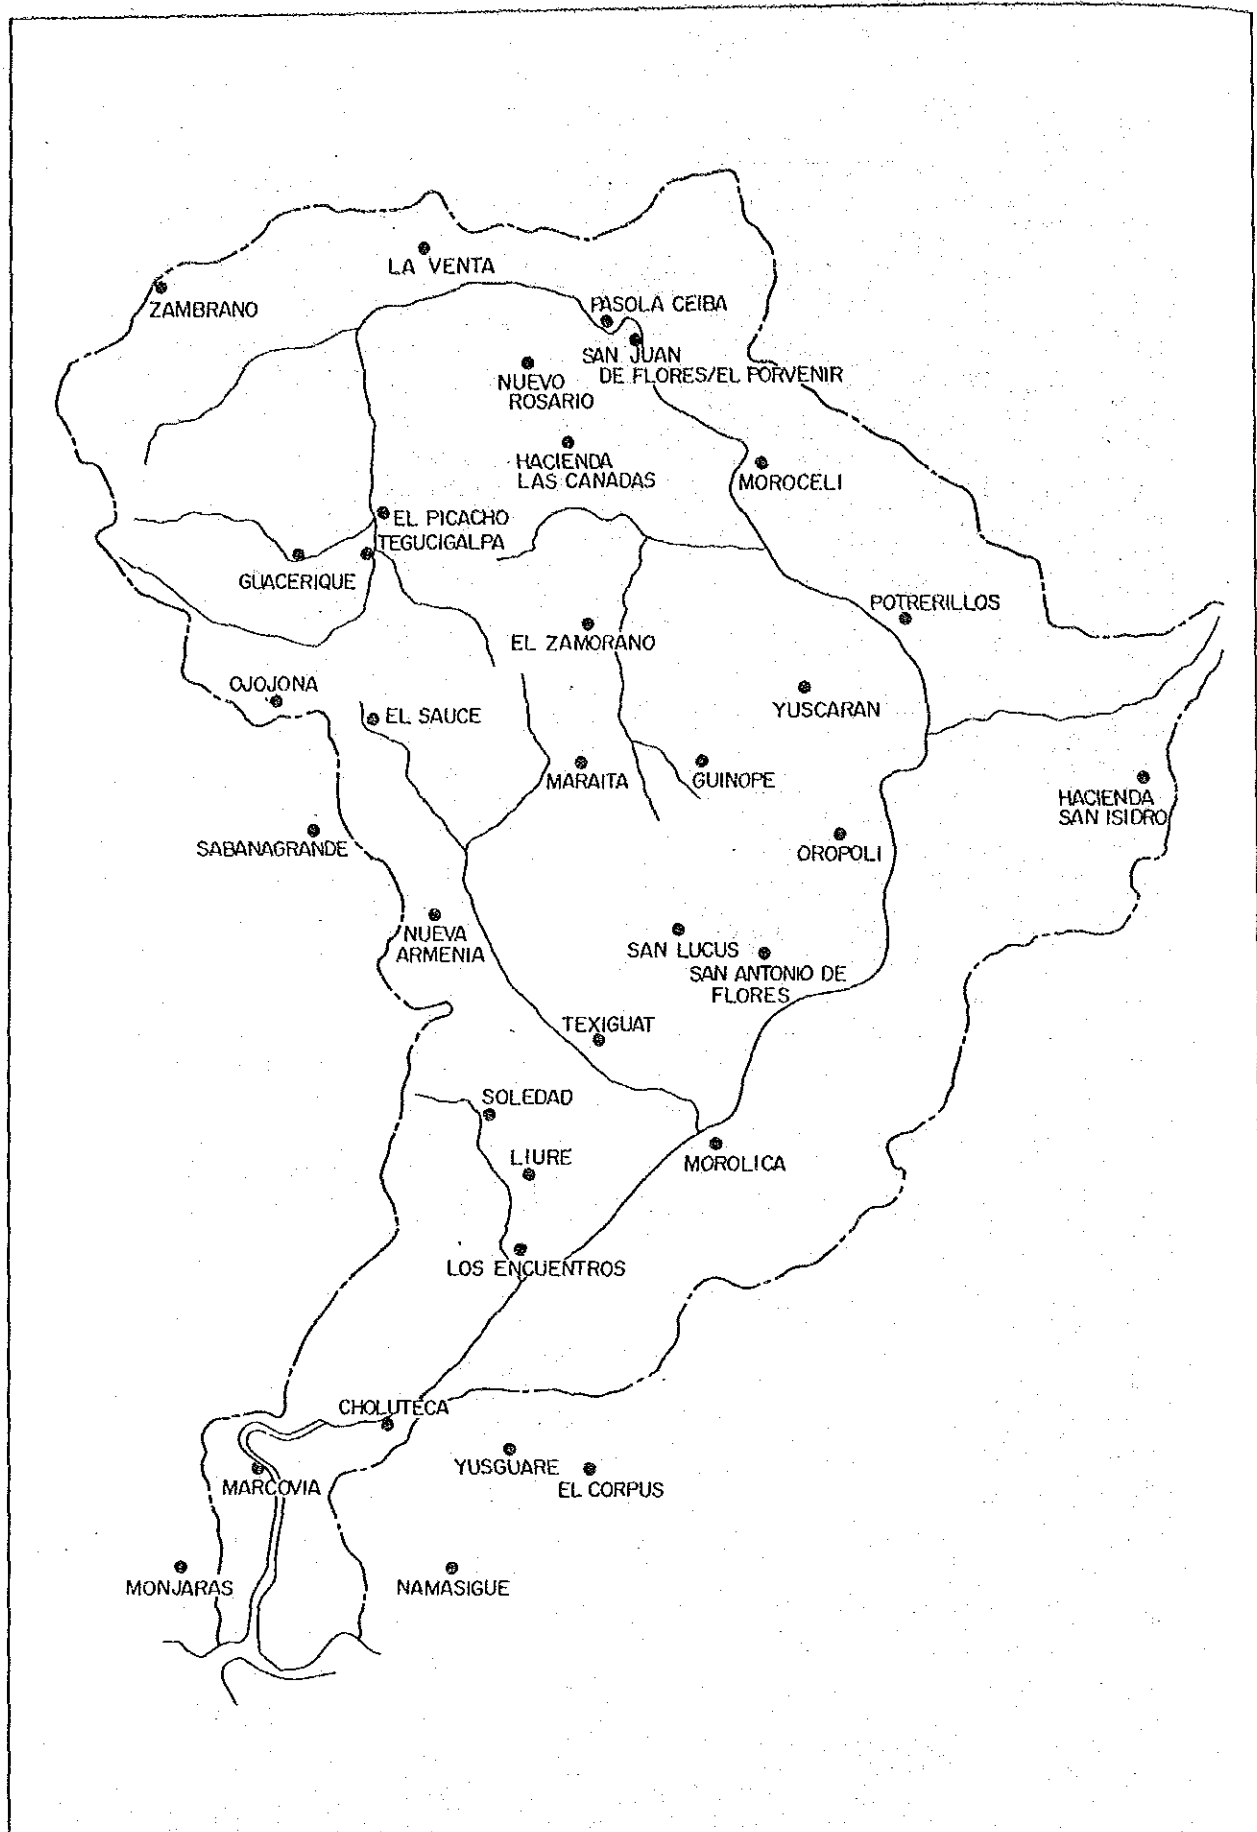 LA VENTA
ZAMBRANO
PASOLA CEIBA
SAN JUAN
DE FLORES/EL PORVENIR
NUEVO
ROSARIO
HACIENDA
LAS CANADAS
MOROCELI
EL PICACHO
TEGUCIGALPA
GUACERIQUE
POTRERILLOS
EL ZAMORANO
OJOJONA
EL SAUCE
YUSCARAN
MARAITA
GUINOPE
HACIENDA
SAN ISIDRO
SABANAGRANDE
OROPOLI
NUEVA
ARMENIA
SAN LUCUS
SAN ANTONIO DE
FLORES
TEXIGUAT
SOLEDAD
LIURE
MOROLICA
LOS ENCUENTROS
CHOLUTECA
YUSGUARE
EL CORPUS
MARCOVIA
MONJARAS
NAMASIGUE